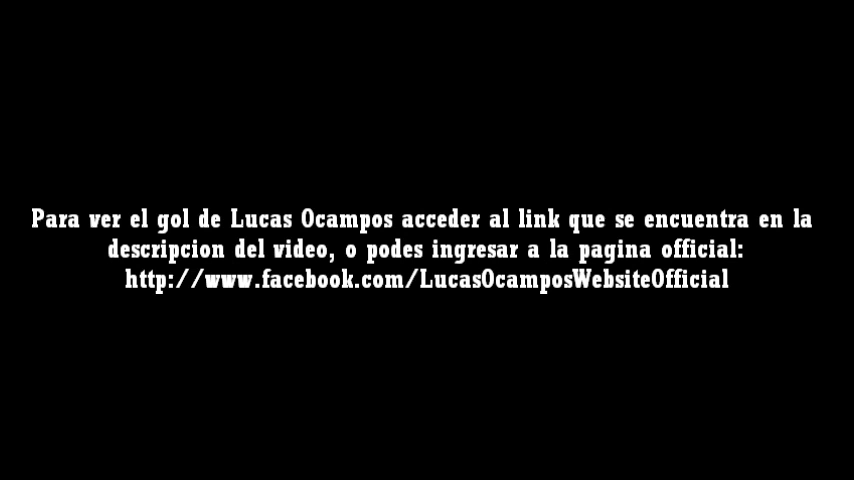 Para ver el gol de Lucas Ocampos acceder al link que se encuentra en la
descripcion del video, o podes ingresar a la pagina official:
http://www.facebook.com/LucasOcamposWebsiteOfficial